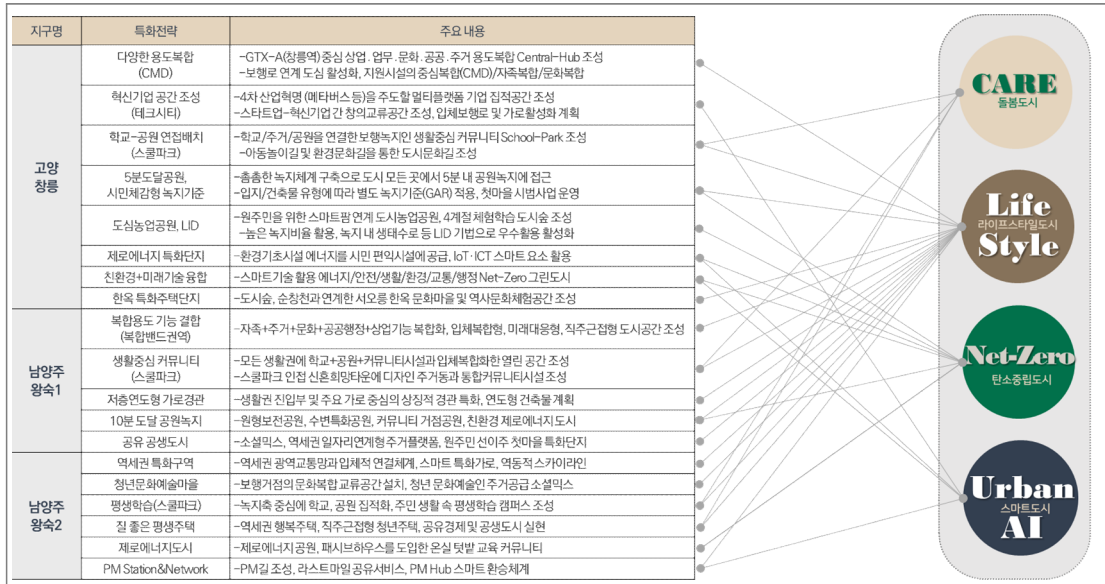 지구명 특화전략 주요 내용
고양
창릉
다양한 용도복합
(CMD)
-GTX-A(창릉역) 중심 상업 . 업무 . 문화 . 공공 . 주거 용도복합 Central-Hub 조성
-보행로 연계 도심 활성화, 지원시설의 중심복합(CMD)/자족복합/문화복합
혁신기업 공간 조성
(테크시티)
-4차 산업혁명 (메타버스 등)을 주도할 멀티플랫폼 기업 집적공간 조성
-스타트업-혁신기업 간 창의교류공간 조성, 입체보행로 및 가로활성화 계획
학교-공원 연접배치
(스쿨파크)
-학교/주거/공원을 연결한 보행녹지인 생활중심 커뮤니티 School-Park 조성
-아동놀이길 및 환경문화길을 통한 도시문화길 조성
5분도달공원,
시민체감형 녹지기준
-촘촘한 녹지체계 구축으로 도시 모든 곳에서 5분 내 공원녹지에 접근
-입지/건축물 유형에 따라 별도 녹지기준(GAR) 적용, 첫마을 시범사업 운영
도심농업공원, LID
-원주민을 위한 스마트팜 연계 도시농업공원, 4계절 체험학습 도시숲 조성
-높은 녹지비율 활용, 녹지 내 생태수로 등 LID 기법으로 우수활용 활성화
제로에너지 특화단지
-환경기초시설 에너지를 시민 편익시설에 공급, IoT·ICT 스마트 요소 활용
친환경+미래기술 융합
-스마트기술 활용 에너지/안전/생활/환경/교통/행정 Net-Zero 그린도시
한옥 특화주택단지
-도시숲, 순창천과 연계한 서오릉 한옥 문화마을 및 역사문화체험공간 조성
남양주
왕숙1
복합용도 기능 결합
(복합밴드권역)
-자족+주거+문화+공공행정+상업기능 복합화, 입체복합형, 미래대응형, 직주근접형 도시공간 조성
생활중심 커뮤니티
(스쿨파크)
-모든 생활권에 학교+공원+커뮤니티시설과 입체복합화한 열린 공간 조성
-스쿨파크 인접 신혼희망타운에 디자인 주거동과 통합커뮤니티시설 조성
저층연도형 가로경관
-생활권 진입부 및 주요 가로 중심의 상징적 경관 특화, 연도형 건축물 계획
10분 도달 공원녹지
-원형보전공원, 수변특화공원, 커뮤니티 거점공원, 친환경 제로에너지 도시
공유 공생도시
-소셜믹스, 역세권 일자리연계형 주거플랫폼, 원주민 선이주 첫마을 특화단지
남양주
왕숙2
역세권 특화구역
-역세권 광역교통망과 입체적 연결체계, 스마트 특화가로, 역동적 스카이라인
청년문화예술마을
-보행거점의 문화복합 교류공간 설치, 청년 문화예술인 주거공급 소셜믹스
평생학습(스쿨파크)
-녹지축 중심에 학교, 공원 집적화, 주민 생활 속 평생학습 캠퍼스 조성
질 좋은 평생주택
-역세권 행복주택, 직주근접형 청년주택, 공유경제 및 공생도시 실현
제로에너지도시
-제로에너지 공원, 패시브하우스를 도입한 온실 텃밭 교육 커뮤니티
PM Station&Network
-PM길 조성, 라스트마일 공유서비스, PM Hub 스마트 환승체계
CARE
돌봄도시
Life
라이프스타일도시
Style
Net-Zero
탄소중립도시
Urban
스마트도시
AI